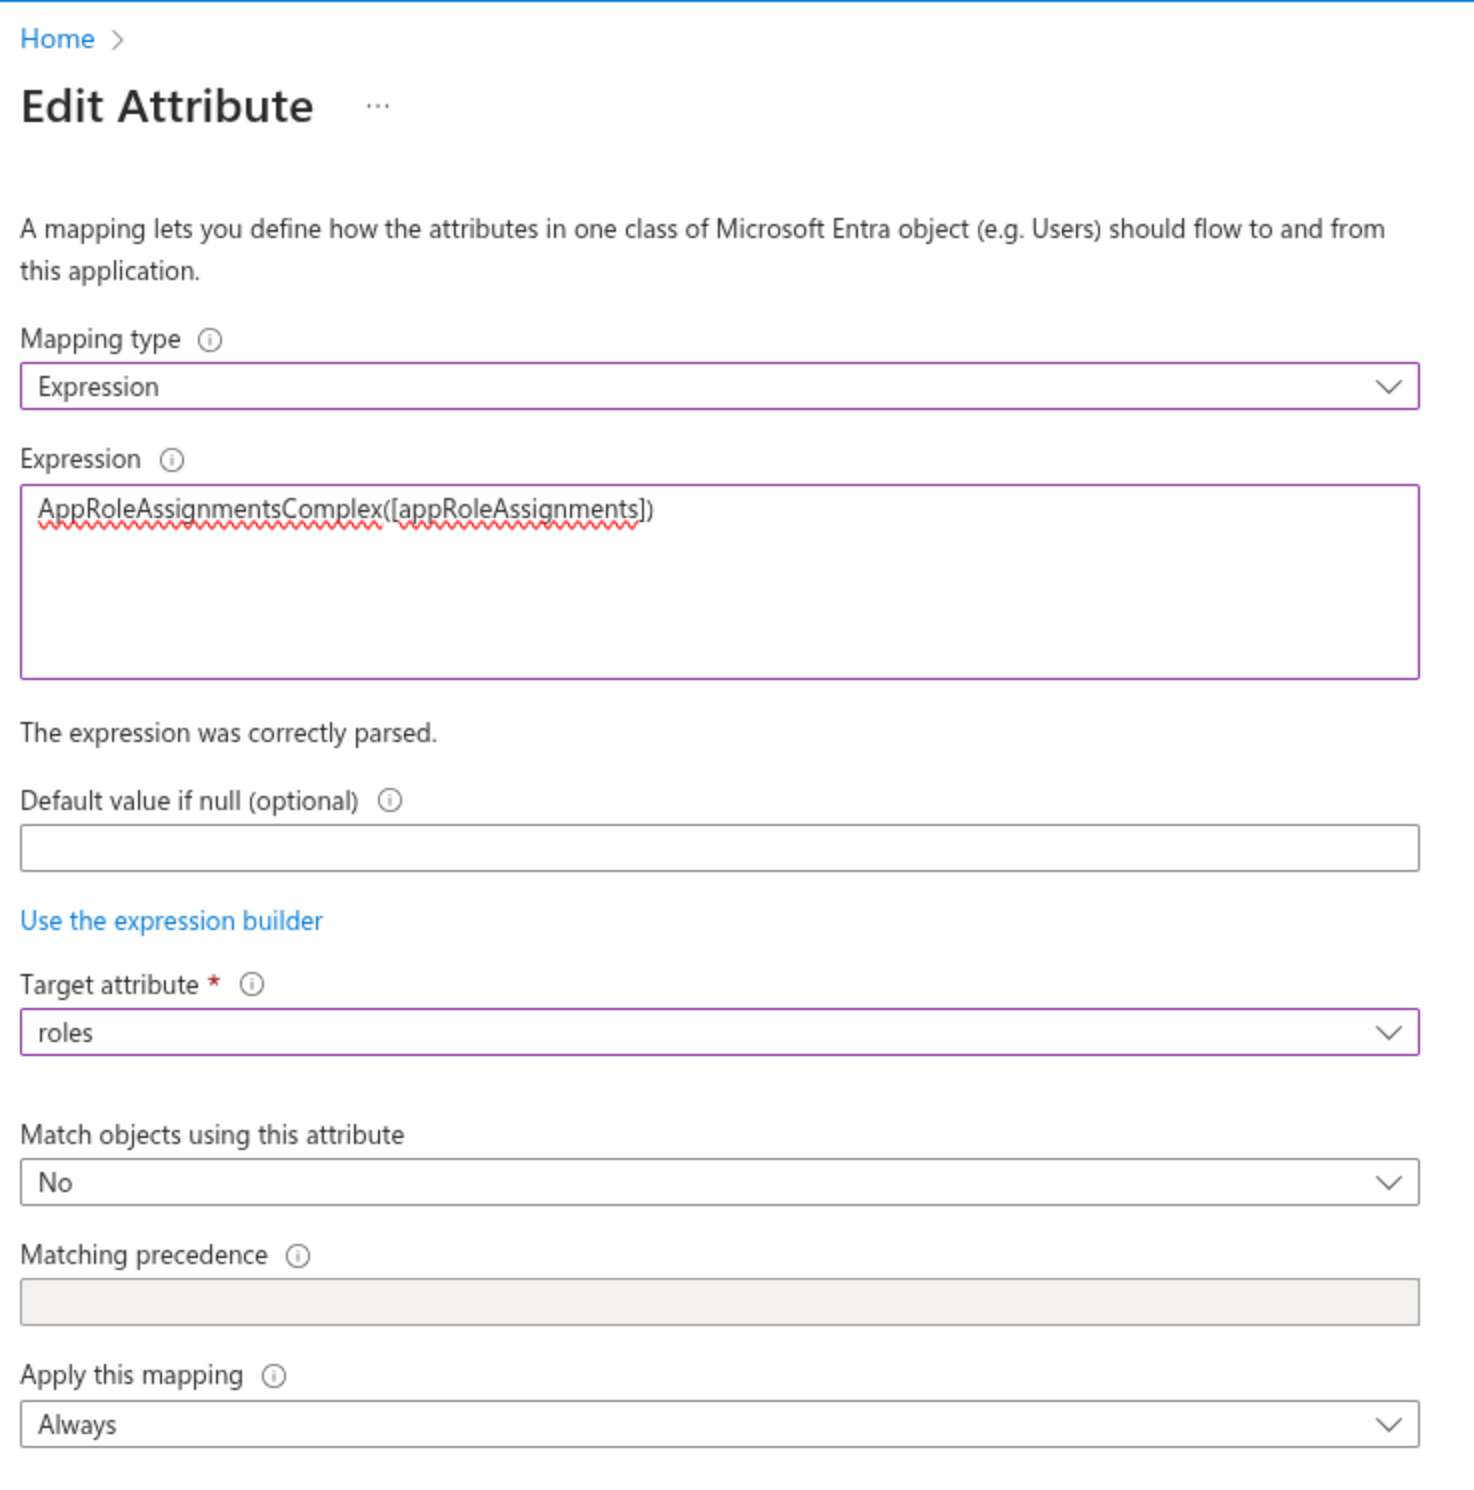 Home >
Edit Attribute ...
A mapping lets you define how the attributes in one class of Microsoft Entra object (e.g. Users) should flow to and from
this application.
Mapping type
Expression
Expression
AppRoleAssignmentsComplex([appRoleAssignments])
The expression was correctly parsed.
Default value if null (optional)
Use the expression builder
Target attribute *
roles
Match objects using this attribute
No
Matching precedence
Apply this mapping
Always